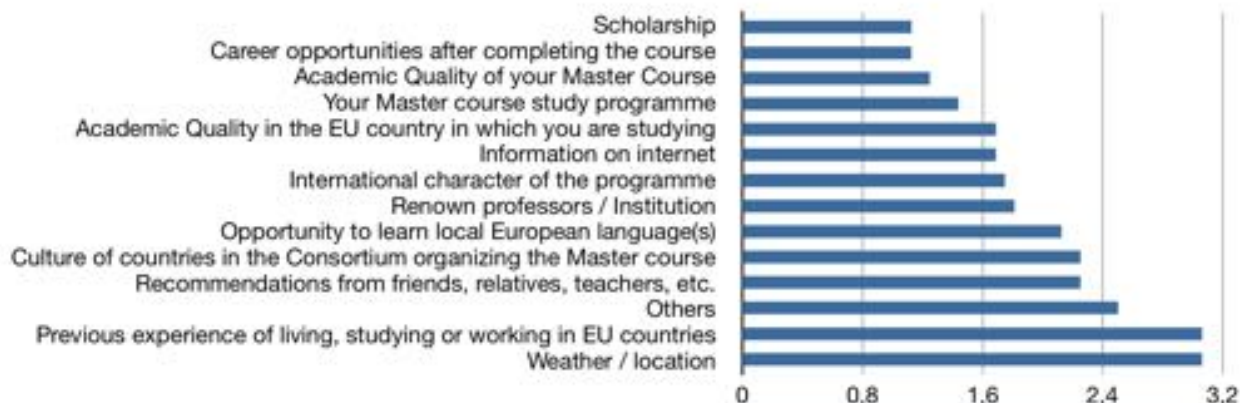 Scholarship
Career opportunities after completing the course
Academic Quality of your Master Course
Your Master course study programme
Academic Quality in the EU country in which you are studying
Information on internet
International character of the programme
Renown professors / Institution
Opportunity to learn local European language(s)
Culture of countries in the Consortium organizing the Master course
Recommendations from friends, relatives, teachers, etc.
Others
Previous experience of living, studying or working in EU countries
Weather / location
0 0.8 1.6 2.4 3.2